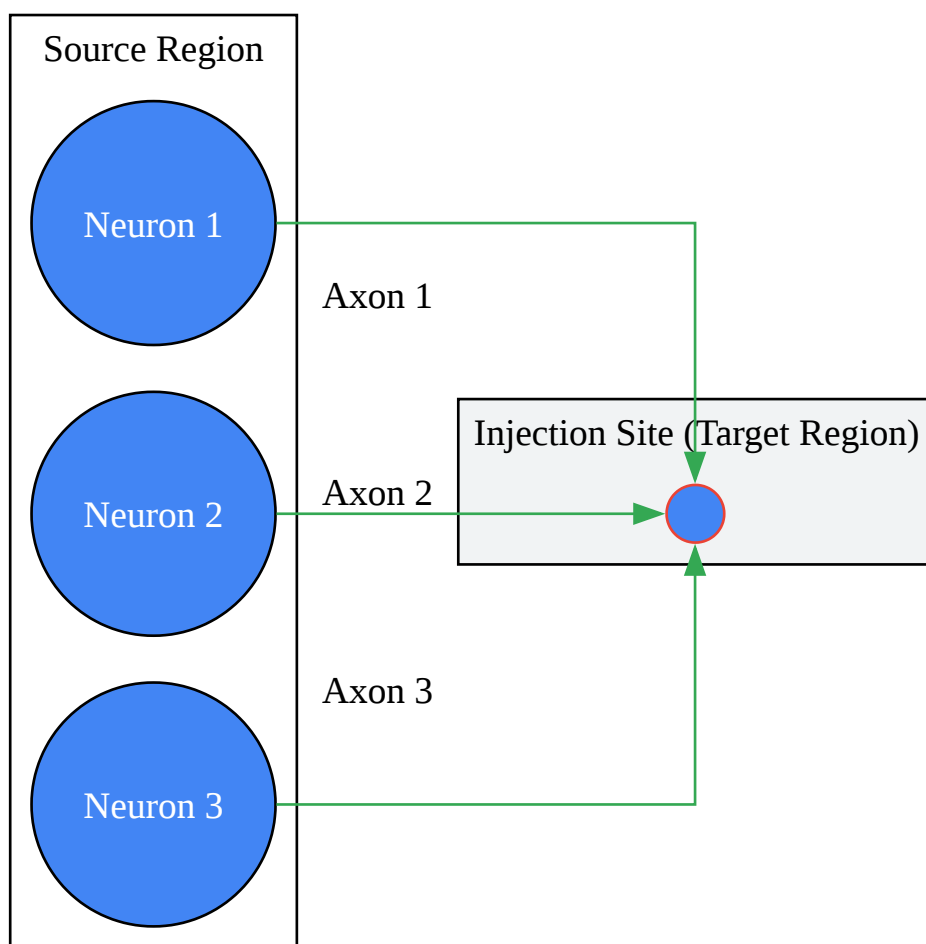 Source Region
Neuron 1
Axon 1
Injection Site (Target Region)
Axon 2
Neuron 2
Axon 3
Neuron 3